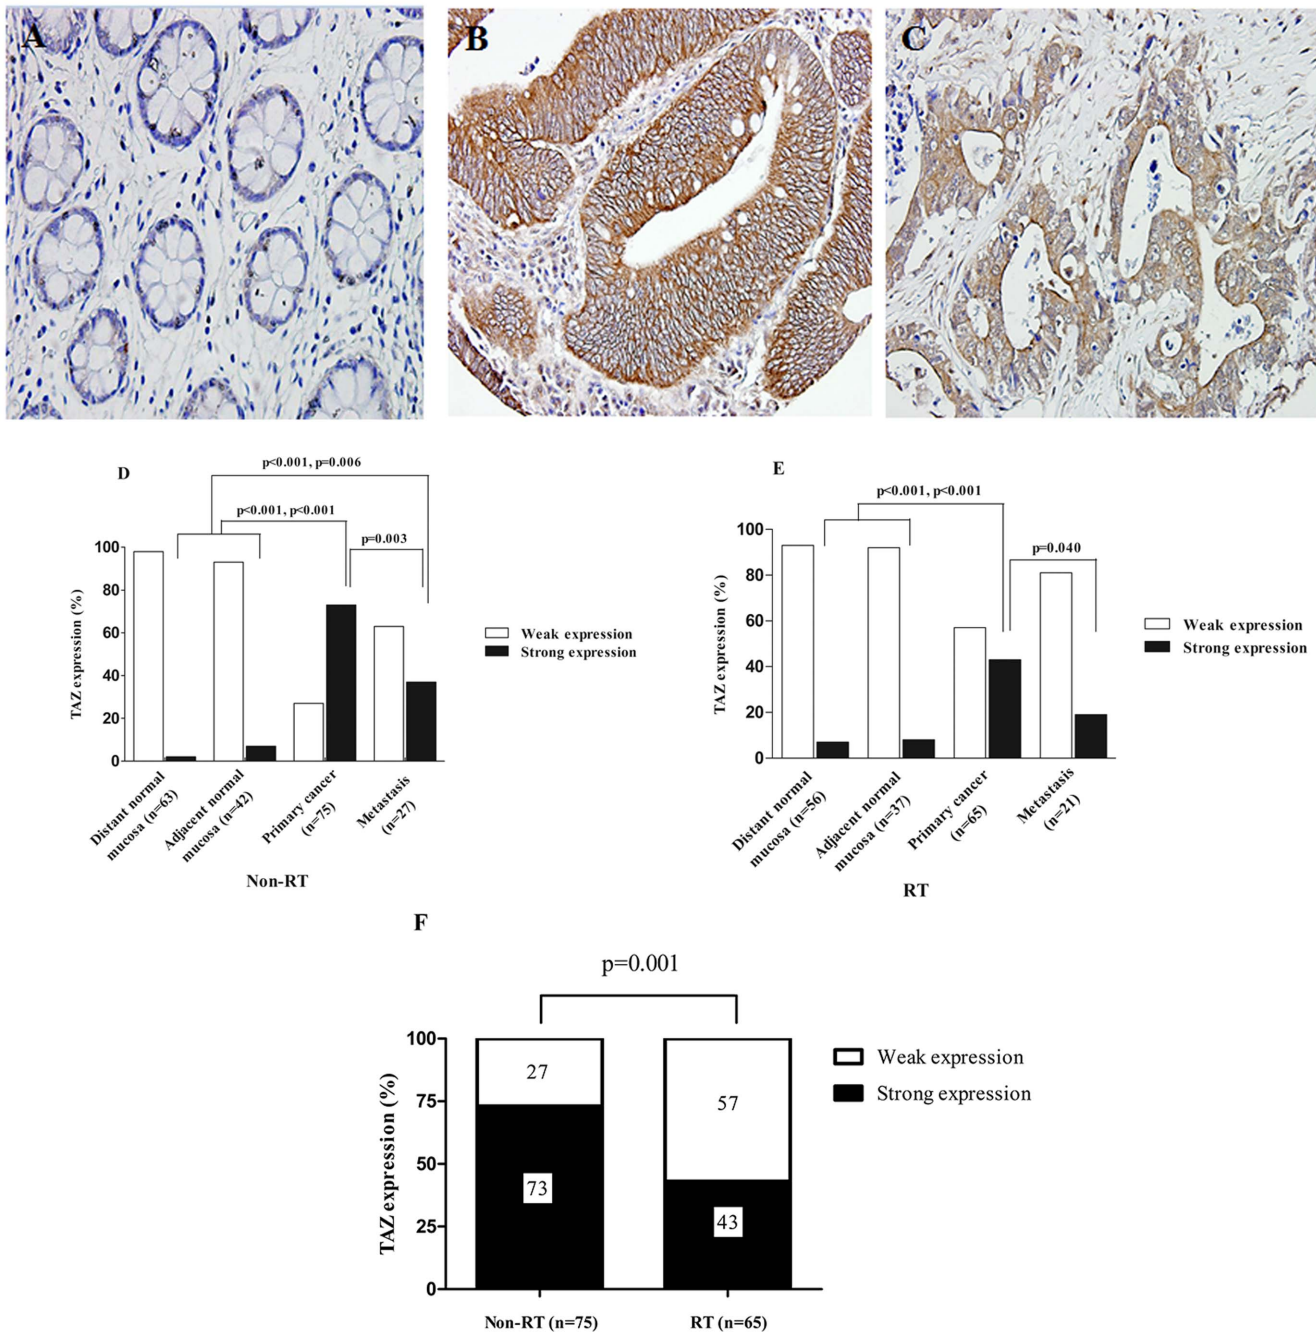 A
B
C
D
p<0.001, p=0.006
p<0.001, p<0.001
p=0.003
100
80
60
40
20
0
TAZ expression (%)
Weak expression
Strong expression
Distant normal
mucosa (n=63)
Adjacent normal
mucosa (n=42)
Primary cancer
(n=75)
Metastasis
(n=27)
Non-RT
E
p<0.001, p<0.001
p=0.040
100
80
60
40
20
0
TAZ expression (%)
Weak expression
Strong expression
Distant normal
mucosa (n=56)
Adjacent normal
mucosa (n=37)
Primary cancer
(n=65)
Metastasis
(n=21)
RT
F
p=0.001
100
75
50
25
0
TAZ expression (%)
27
73
57
43
Weak expression
Strong expression
Non-RT (n=75)
RT (n=65)